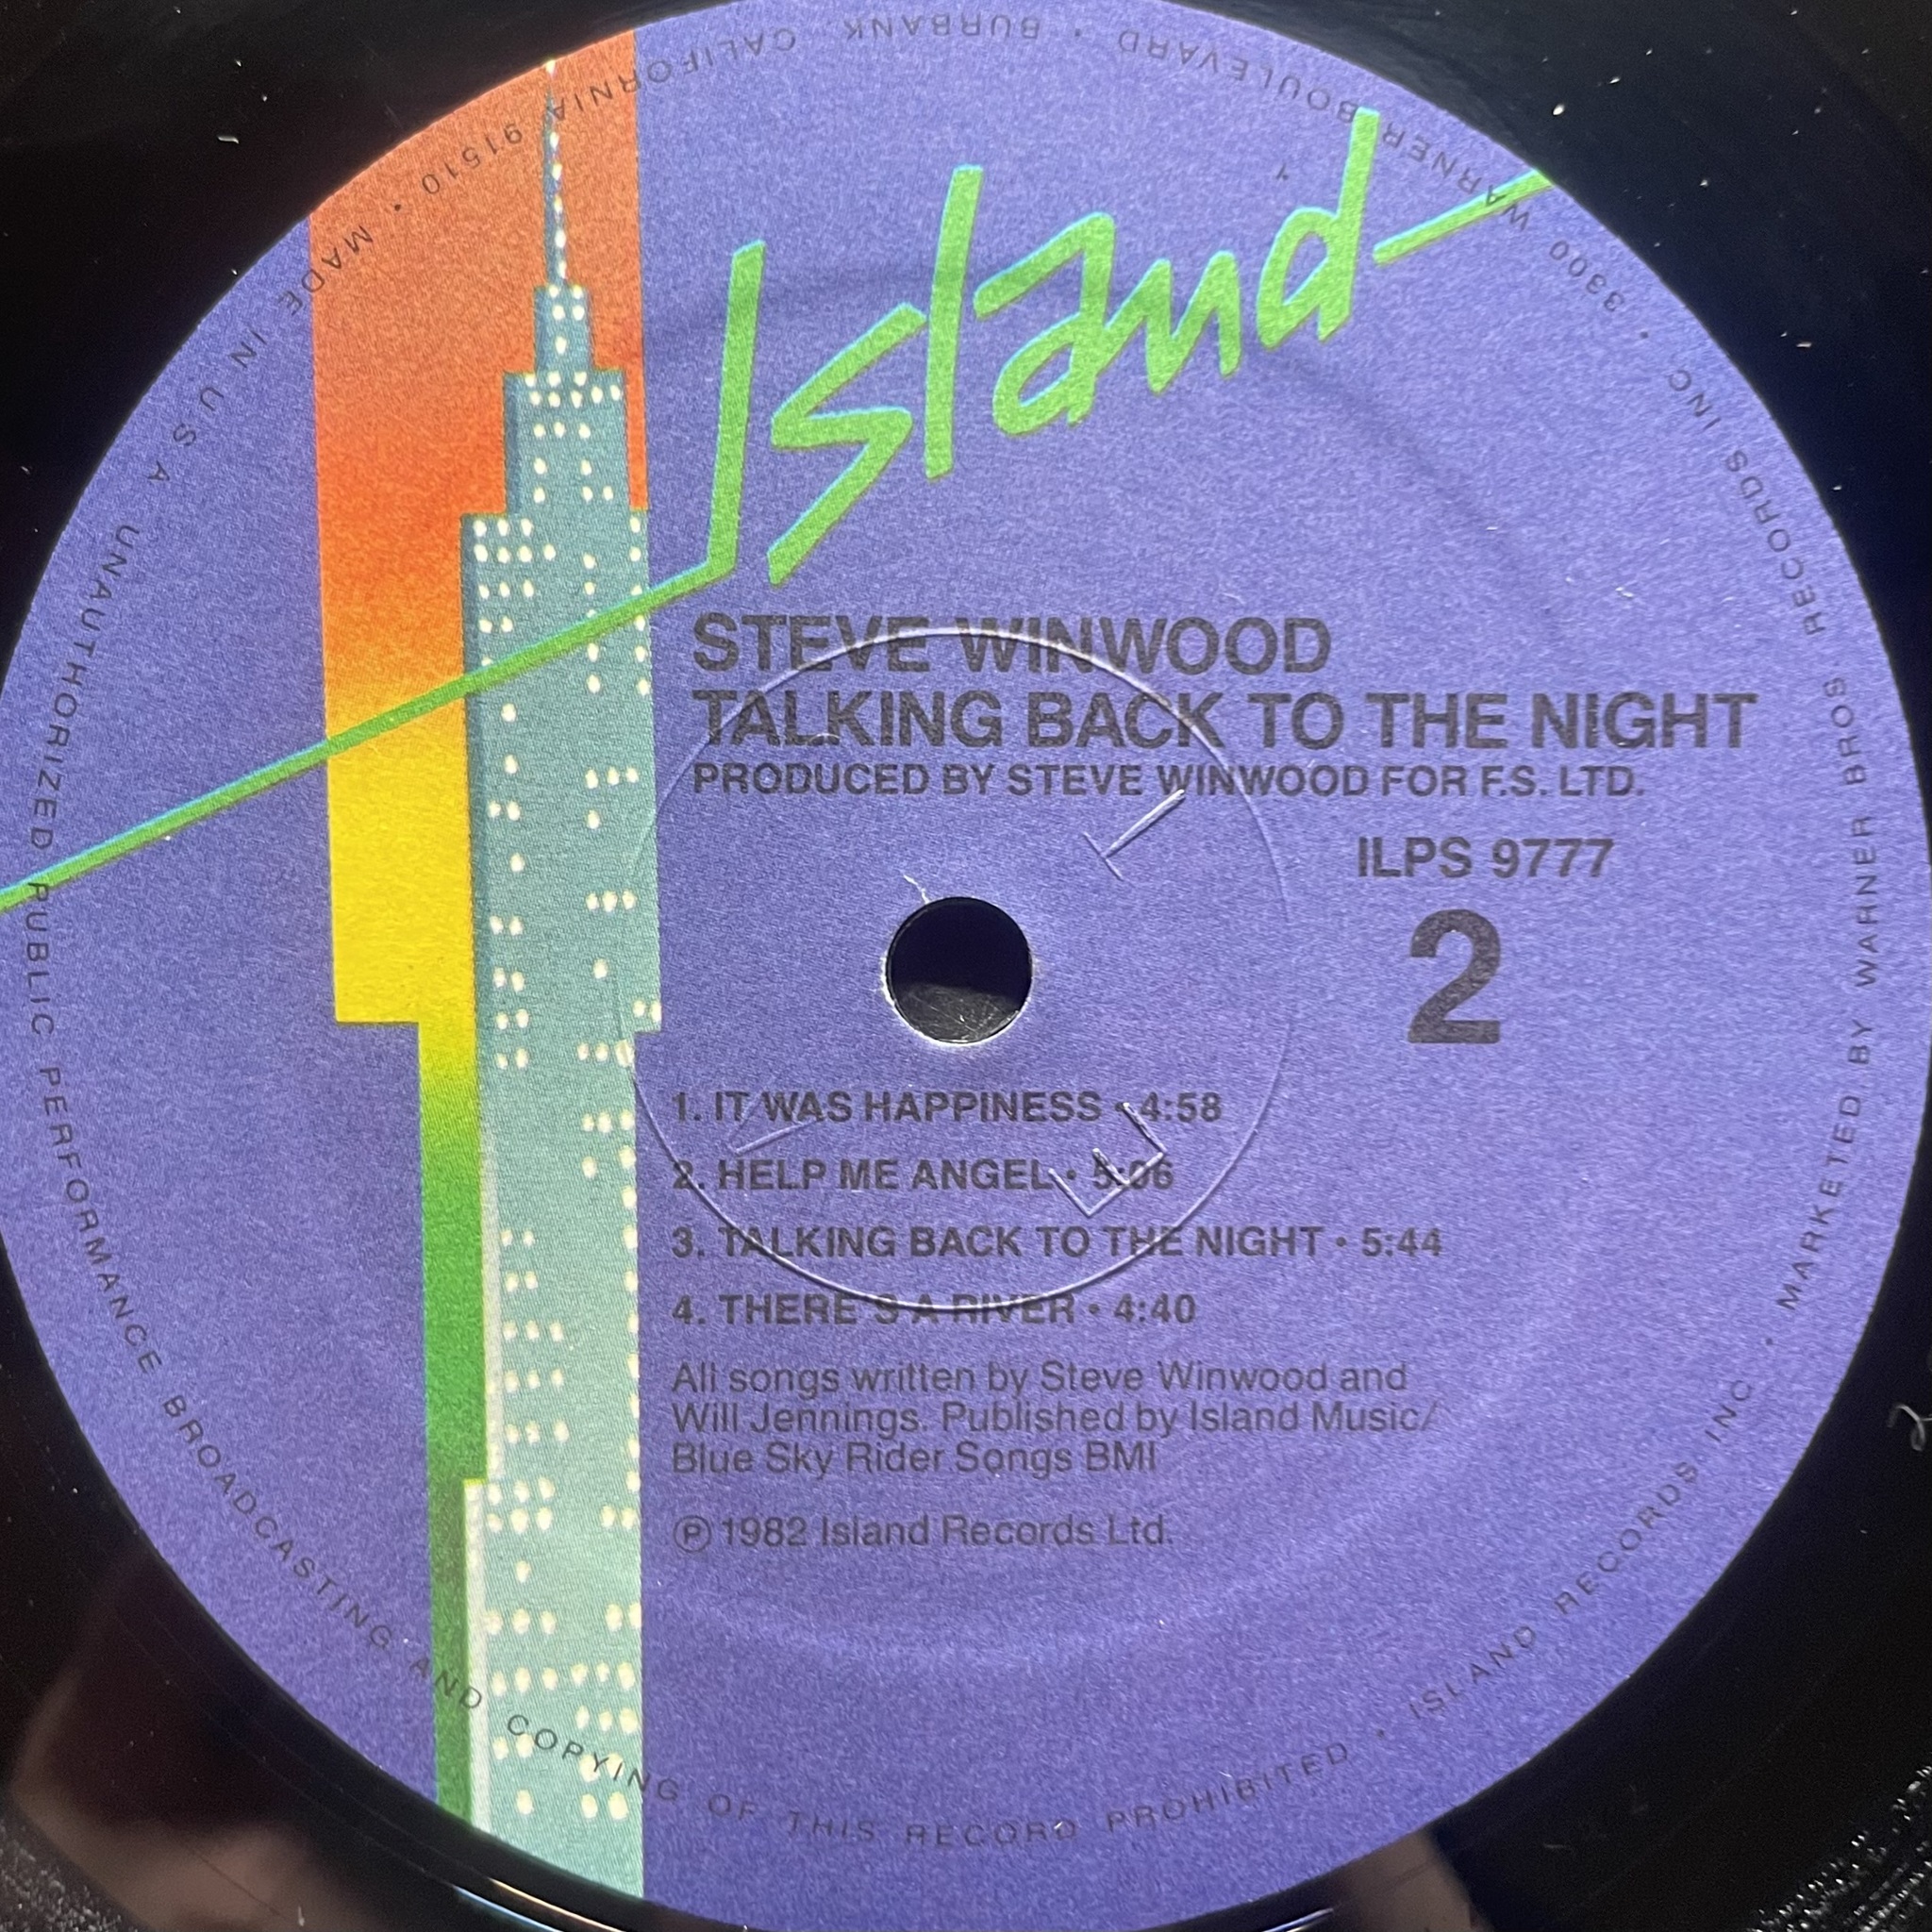 Island
STEVE WINWOOD
TALKING BACK TO THE NIGHT
PRODUCED BY STEVE WINWOOD FOR F.S. LTD.
ILPS 9777
2
1. IT WAS HAPPINESS • 4:58
2. HELP ME ANGEL • 5:06
3. TALKING BACK TO THE NIGHT • 5:44
4. THERE'S A RIVER • 4:40
All songs written by Steve Winwood and
Will Jennings. Published by Island Music/
Blue Sky Rider Songs BMI
℗ 1982 Island Records Ltd.
UNAUTHORIZED PUBLIC PERFORMANCE BROADCASTING AND COPYING OF THIS RECORD PROHIBITED • ISLAND RECORDS INC • MARKETED BY WARNER BROS. RECORDS INC • 3300 WARNER BOULEVARD • BURBANK CALIFORNIA 91510 • MADE IN U S A